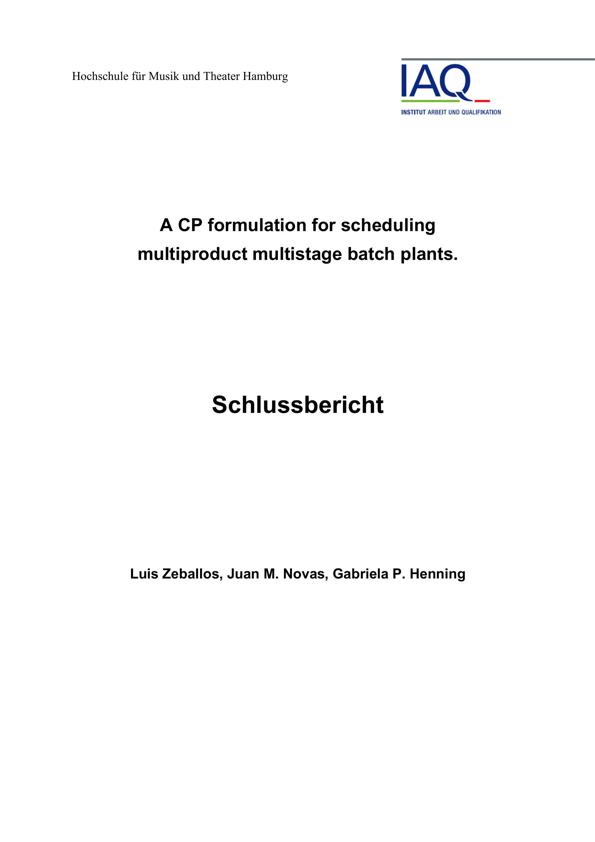 Hochschule für Musik und Theater Hamburg
IAQ
INSTITUT ARBEIT UND QUALIFIKATION
A CP formulation for scheduling
multiproduct multistage batch plants.
Schlussbericht
Luis Zeballos, Juan M. Novas, Gabriela P. Henning